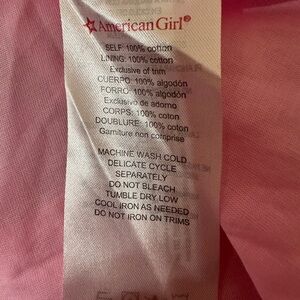 American Girl®
SELF: 100% cotton
LINING: 100% cotton
Exclusive of trim
CUERPO: 100% algodón
FORRO: 100% algodón
Exclusivo de adorno
CORPS: 100% coton
DOUBLURE: 100% coton
Garniture non comprise
MACHINE WASH COLD
DELICATE CYCLE
SEPARATELY
DO NOT BLEACH
TUMBLE DRY LOW
COOL IRON AS NEEDED
DO NOT IRON ON TRIMS